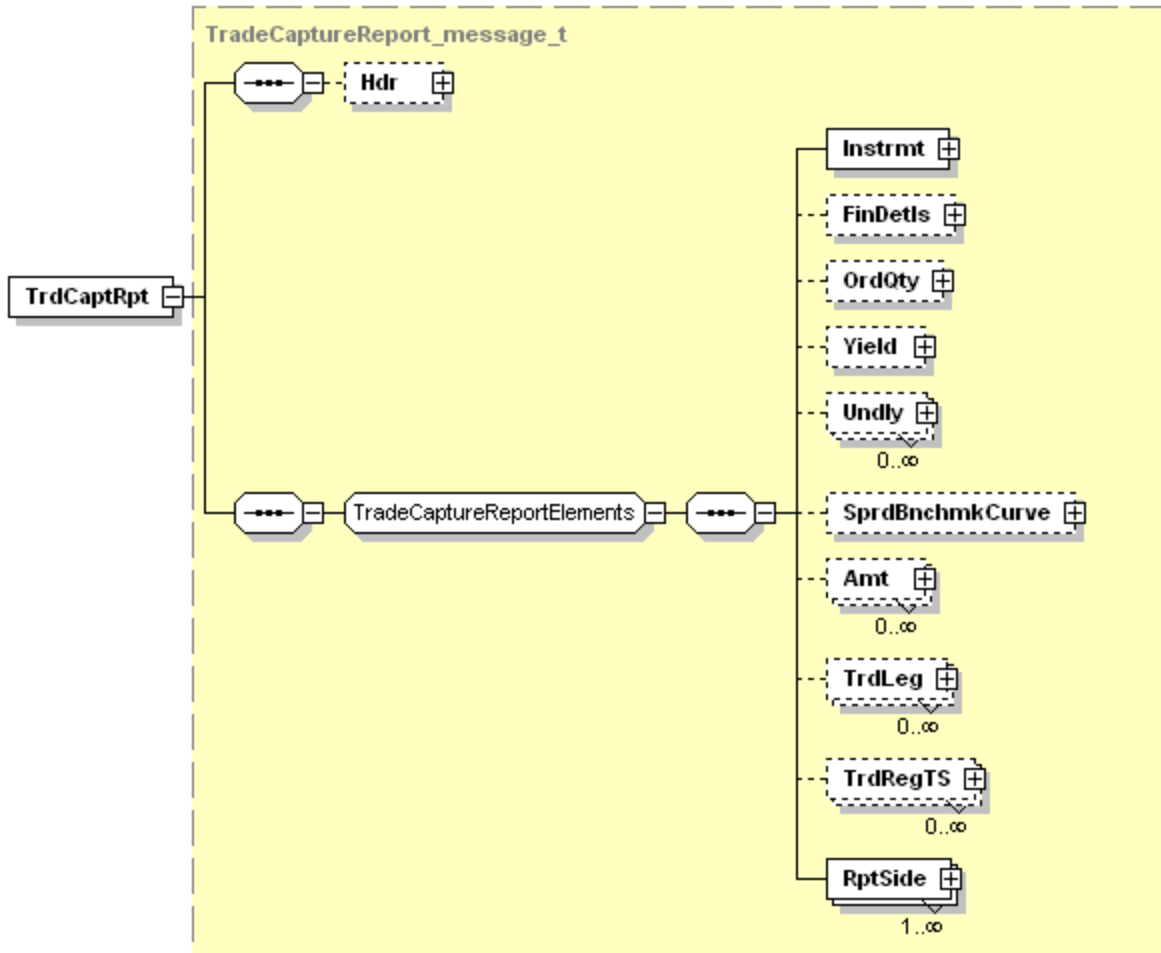 TradeCaptureReport_message_t
Hdr
Instrmt
FinDetls
TrdCaptRpt
OrdQty
Yield
Undly
0..∞
TradeCaptureReportElements
SprdBnchmkCurve
Amt
0..∞
TrdLeg
0..∞
TrdRegTS
0..∞
RptSide
1..∞